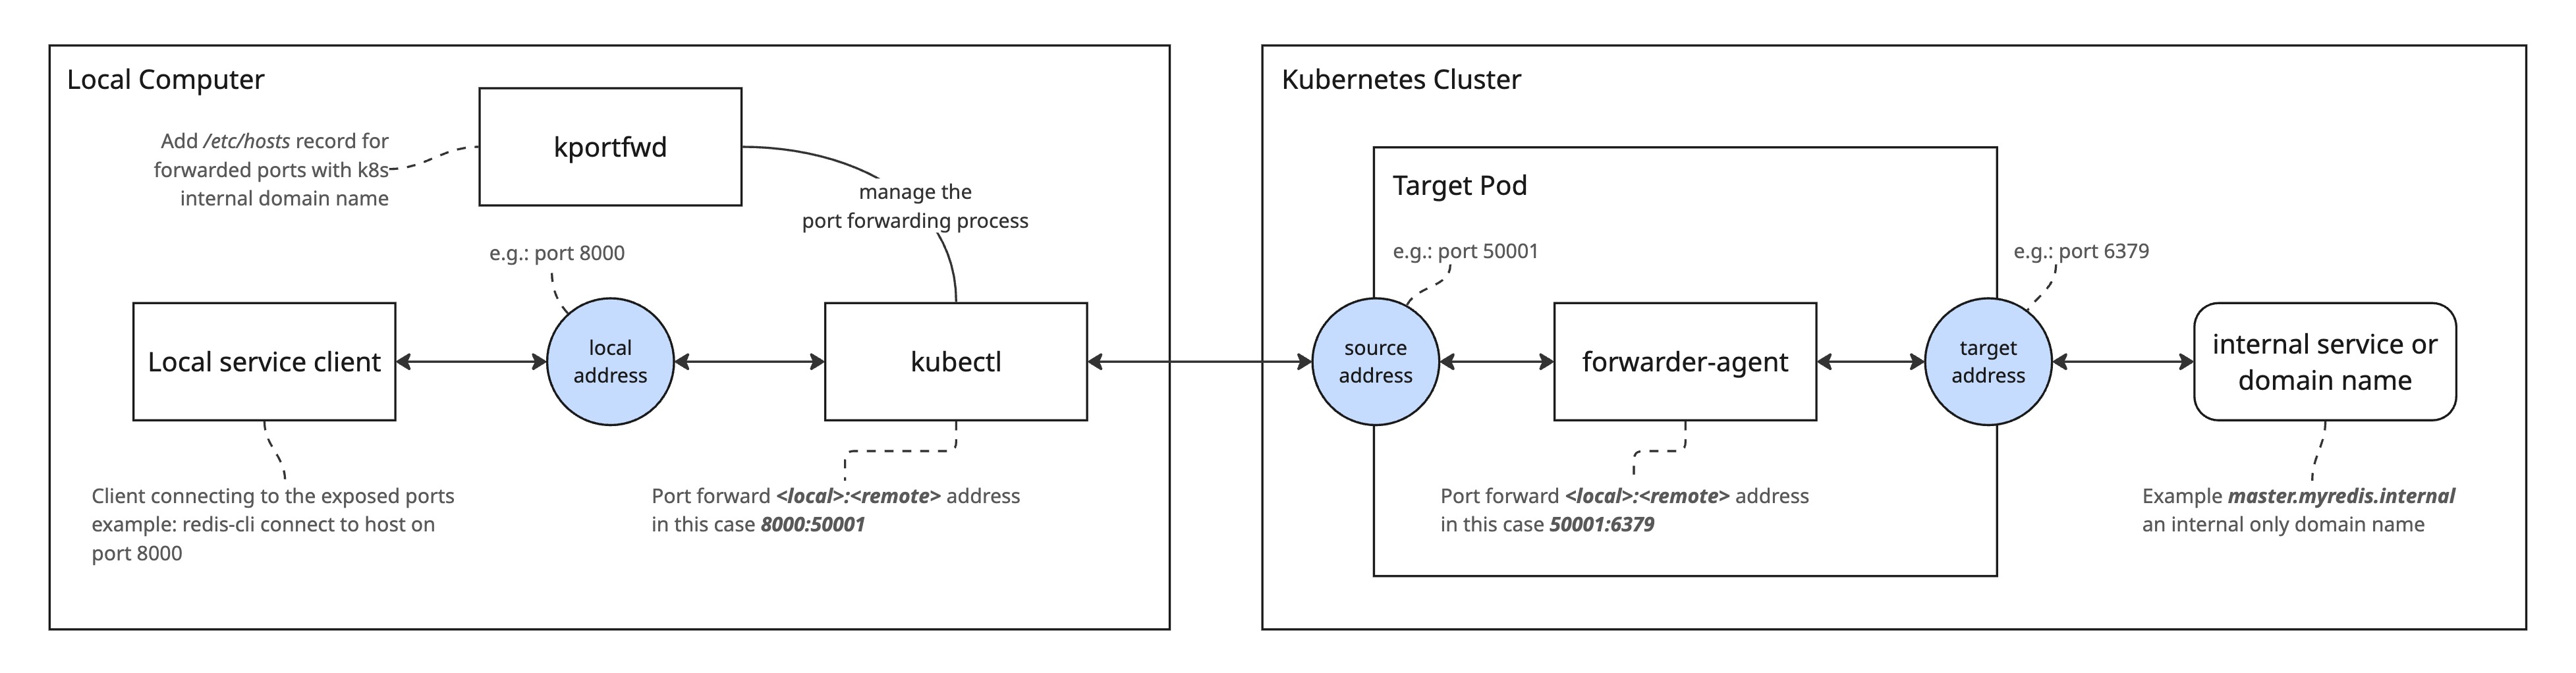 Local Computer
kportfwd
Add /etc/hosts record for
forwarded ports with k8s
internal domain name
manage the
port forwarding process
e.g.: port 8000
Local service client
local
address
kubectl
Client connecting to the exposed ports
example: redis-cli connect to host on
port 8000
Port forward <local>:<remote> address
in this case 8000:50001
Kubernetes Cluster
Target Pod
e.g.: port 50001
e.g.: port 6379
source
address
forwarder-agent
target
address
internal service or
domain name
Port forward <local>:<remote> address
in this case 50001:6379
Example master.myredis.internal
an internal only domain name